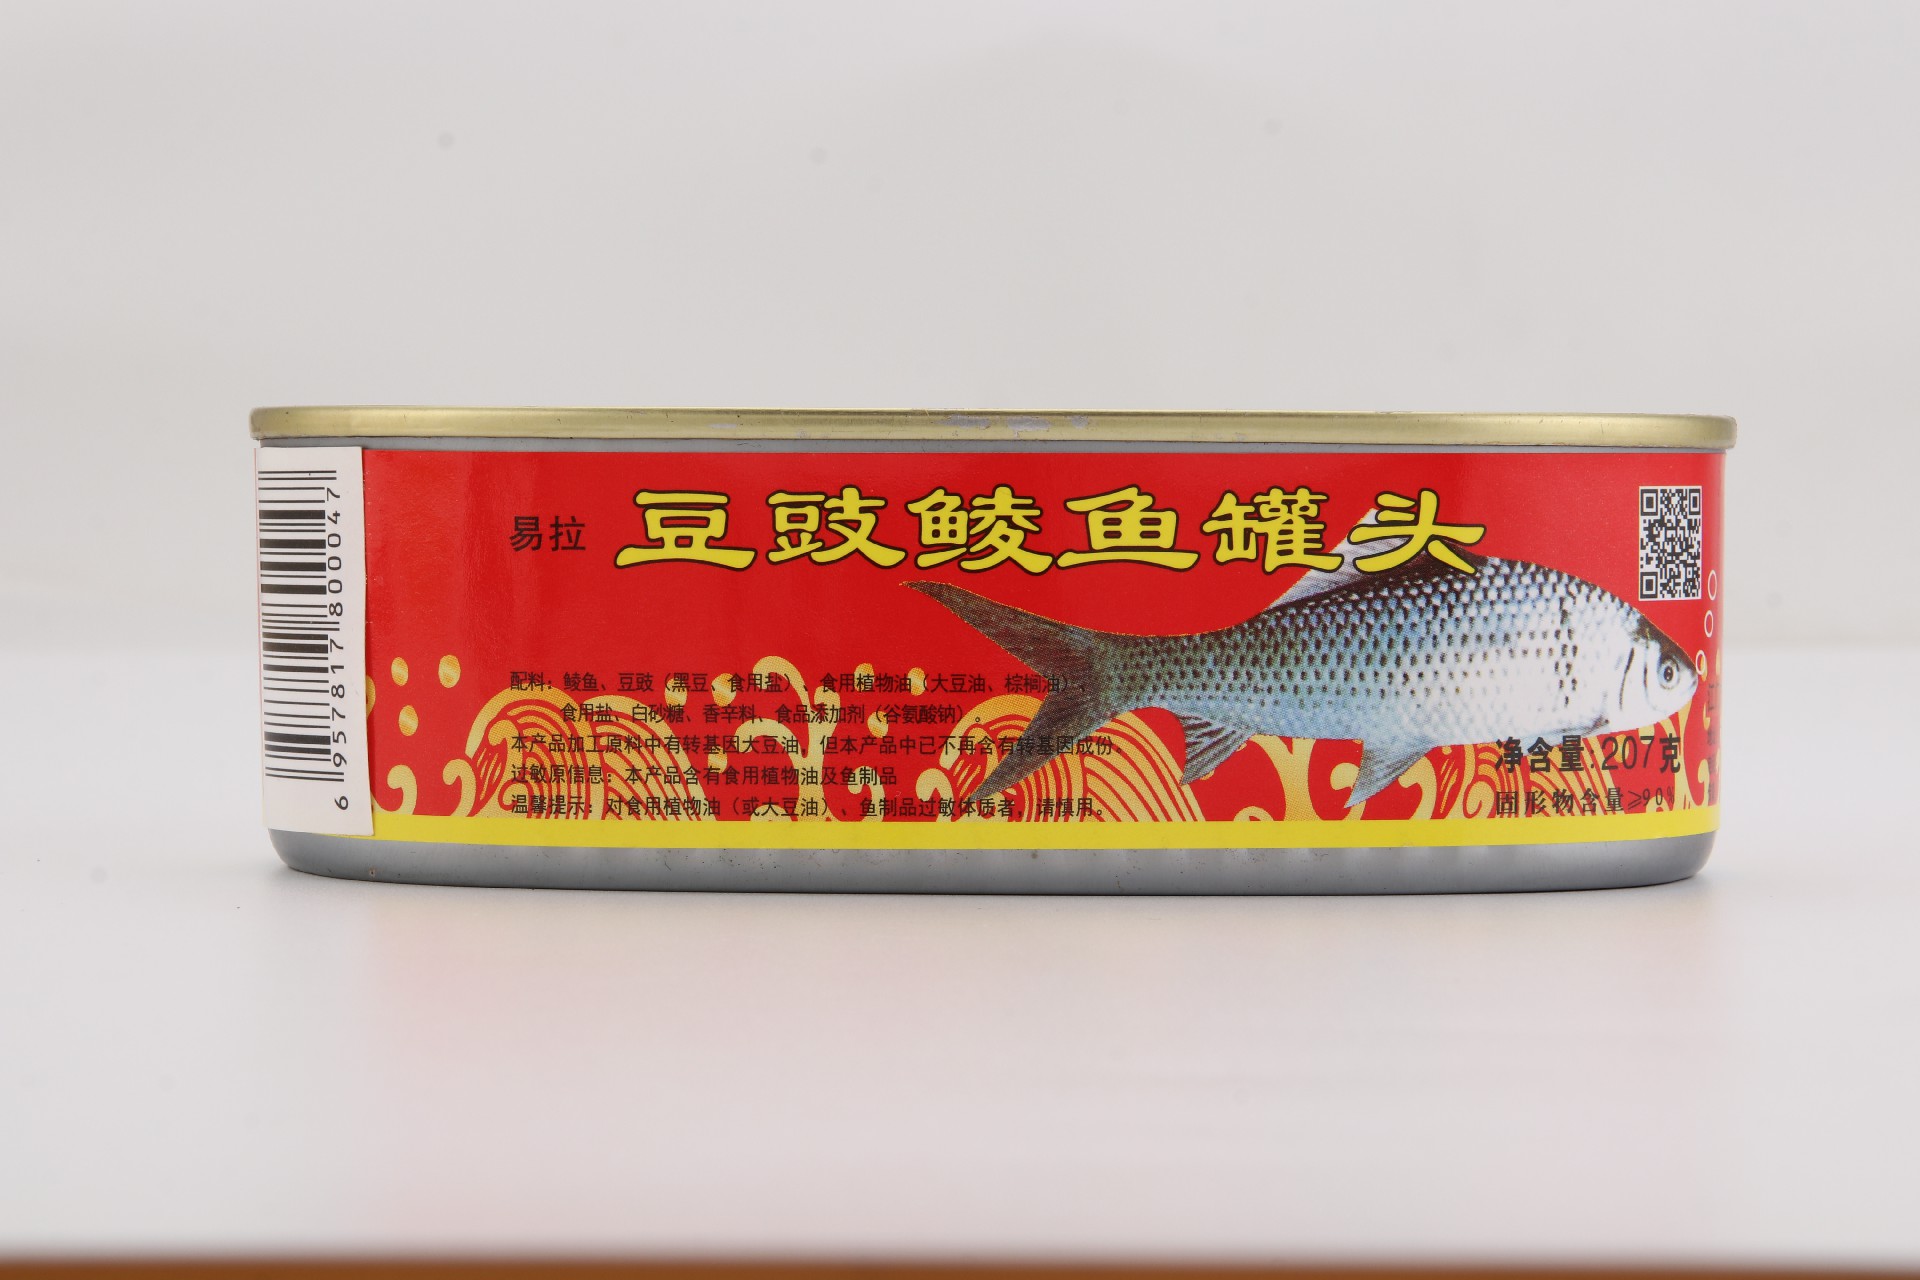 易拉 豆豉鲮鱼罐头
配料：鲮鱼、豆豉（黑豆、食用盐）、食用植物油（大豆油、棕榈油）、
食用盐、白砂糖、香辛料、食品添加剂（谷氨酸钠）。
本产品加工原料中有转基因大豆油，但本产品中已不再含有转基因成份。
过敏原信息：本产品含有食用植物油及鱼制品
温馨提示：对食用植物油（或大豆油）、鱼制品过敏体质者，请慎用。
净含量:207克
固形物含量≥90%
6 957817 800047